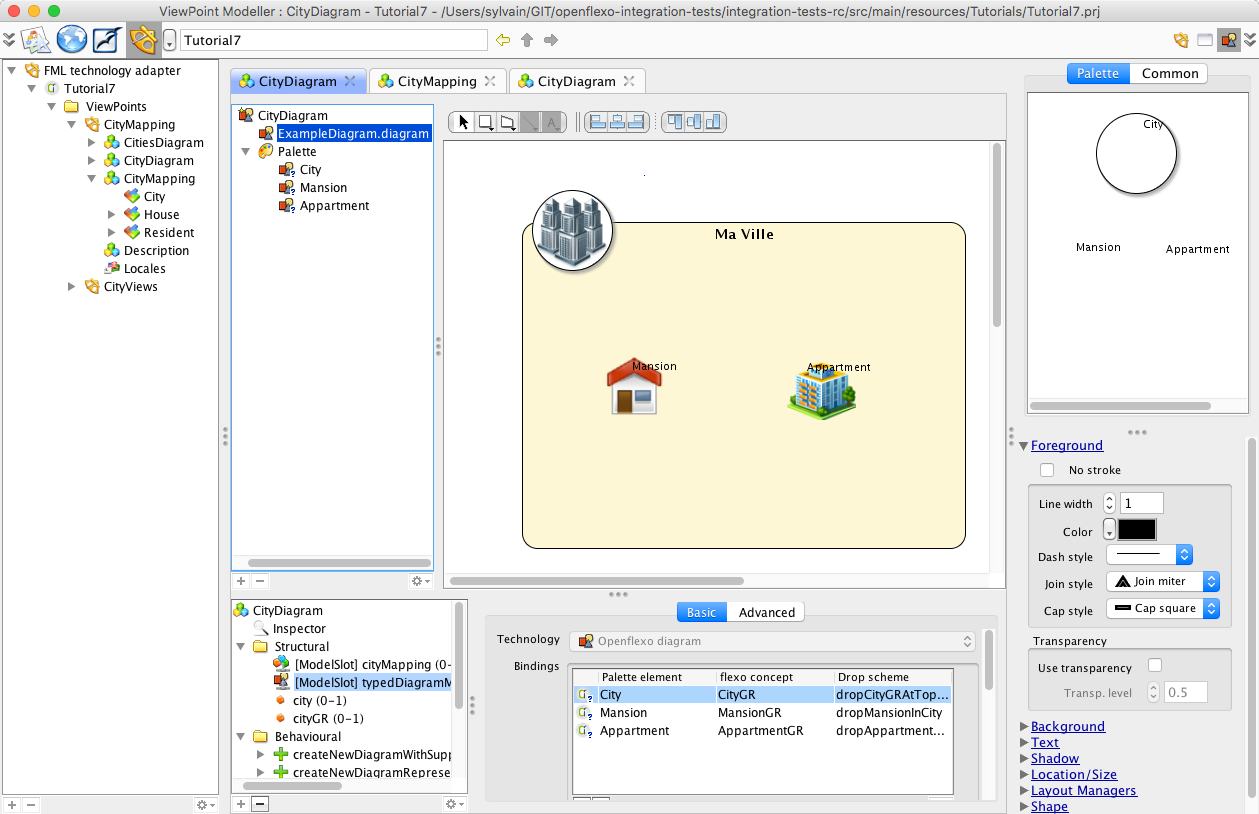 ViewPoint Modeller : CityDiagram - Tutorial7 - /Users/sylvain/GIT/openflexo-integration-tests/integration-tests-rc/src/main/resources/Tutorials/Tutorial7.prj
Tutorial7
FML technology adapter
Tutorial7
ViewPoints
CityMapping
CitiesDiagram
CityDiagram
CityMapping
City
House
Resident
Description
Locales
CityViews
CityDiagram
CityMapping
CityDiagram
CityDiagram
ExampleDiagram.diagram
Palette
City
Mansion
Appartment
A
Ma Ville
Mansion
Appartment
Palette
Common
City
Mansion
Appartment
CityDiagram
Inspector
Structural
[ModelSlot] cityMapping (0-
[ModelSlot] typedDiagramM
city (0-1)
cityGR (0-1)
Behavioural
createNewDiagramWithSupp
createNewDiagramReprese
Basic
Advanced
Technology
Openflexo diagram
Bindings
Palette element flexo concept Drop scheme
City CityGR dropCityGRAtTop...
Mansion MansionGR dropMansionInCity
Appartment AppartmentGR dropAppartment...
Foreground
No stroke
Line width 1
Color
Dash style
Join style Join miter
Cap style Cap square
Transparency
Use transparency
Transp. level 0.5
Background
Text
Shadow
Location/Size
Layout Managers
Shape